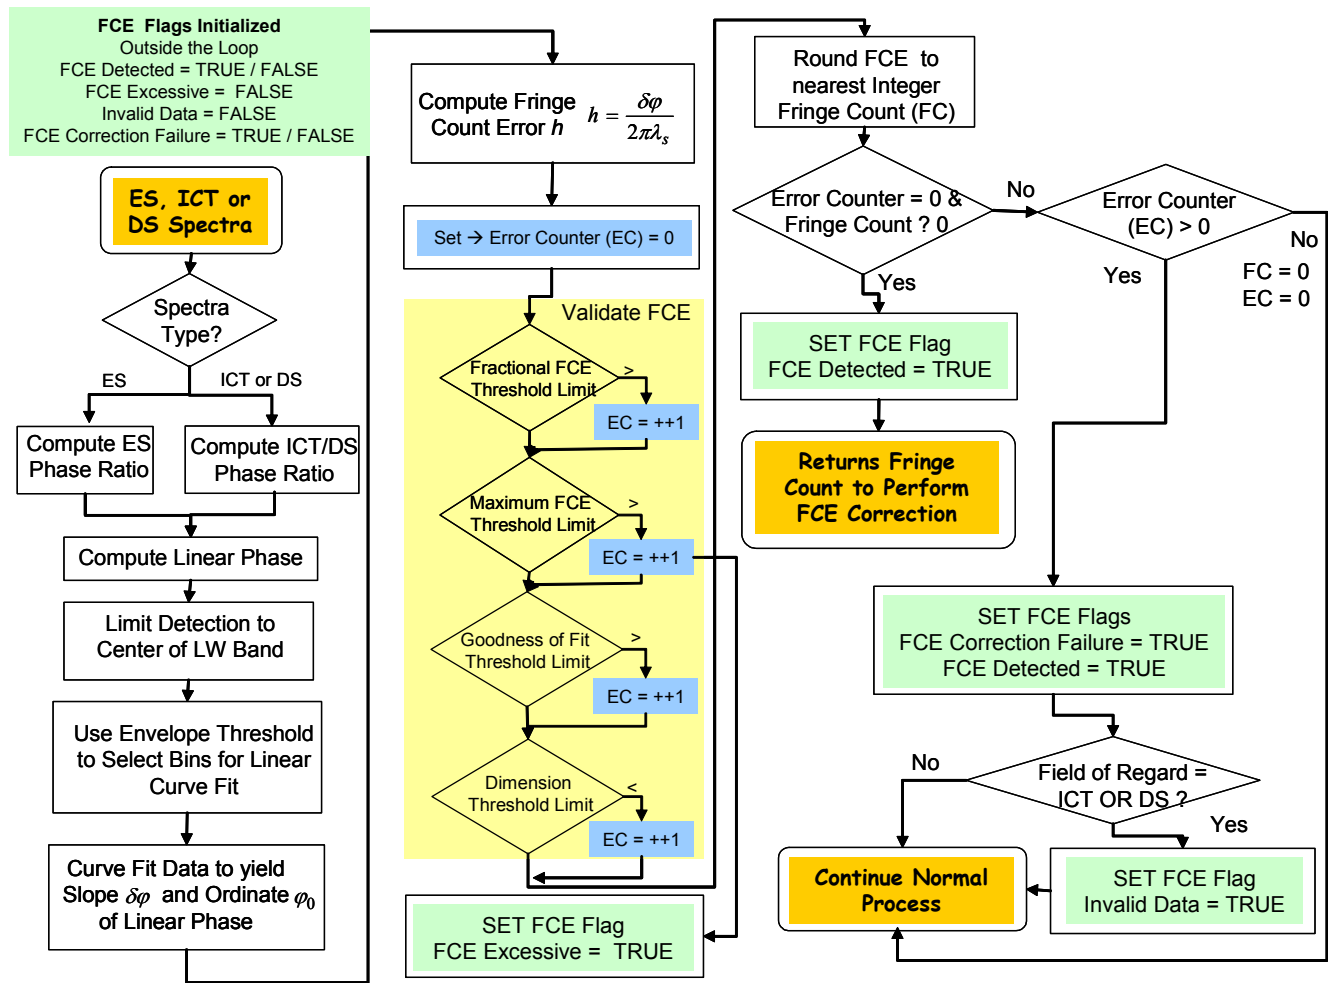 FCE Flags Initialized
Outside the Loop
FCE Detected = TRUE / FALSE
FCE Excessive = FALSE
Invalid Data = FALSE
FCE Correction Failure = TRUE / FALSE
ES, ICT or
DS Spectra
Spectra
Type?
ES
ICT or DS
Compute ES
Phase Ratio
Compute ICT/DS
Phase Ratio
Compute Linear Phase
Limit Detection to
Center of LW Band
Use Envelope Threshold
to Select Bins for Linear
Curve Fit
Curve Fit Data to yield
Slope δφ and Ordinate φ₀
of Linear Phase
Compute Fringe
Count Error h
h = δφ / 2πλₛ
Set → Error Counter (EC) = 0
Validate FCE
Fractional FCE
Threshold Limit
>
EC = ++1
Maximum FCE
Threshold Limit
>
EC = ++1
Goodness of Fit
Threshold Limit
>
EC = ++1
Dimension
Threshold Limit
<
EC = ++1
SET FCE Flag
FCE Excessive = TRUE
Round FCE to
nearest Integer
Fringe Count (FC)
Error Counter = 0 &
Fringe Count ? 0
No
Yes
SET FCE Flag
FCE Detected = TRUE
Returns Fringe
Count to Perform
FCE Correction
Error Counter
(EC) > 0
Yes
No
FC = 0
EC = 0
SET FCE Flags
FCE Correction Failure = TRUE
FCE Detected = TRUE
Field of Regard =
ICT OR DS ?
No
Yes
SET FCE Flag
Invalid Data = TRUE
Continue Normal
Process